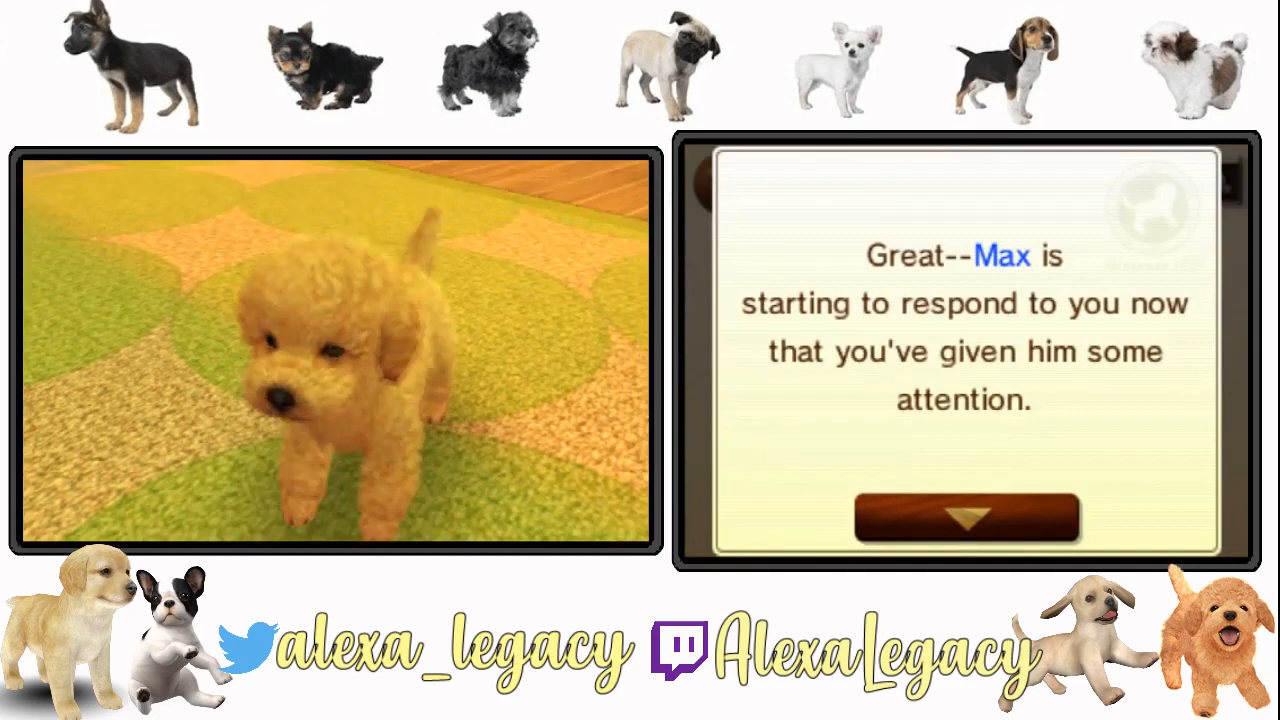 Great--Max is
starting to respond to you now
that you've given him some
attention.
alexa_legacy AlexaLegacy